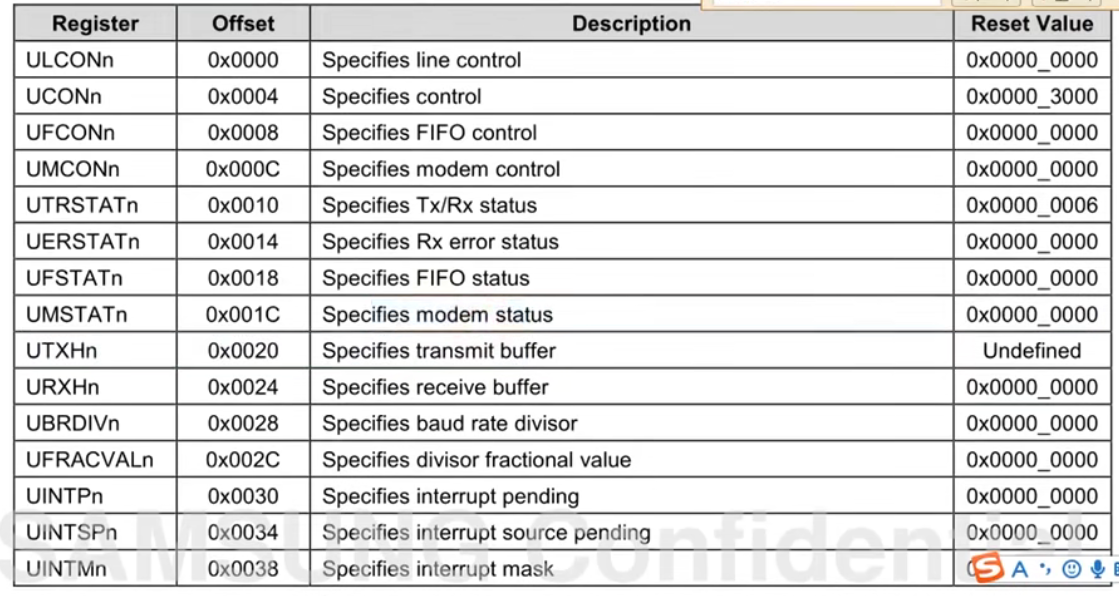 Register Offset Description Reset Value
ULCONn 0x0000 Specifies line control 0x0000_0000
UCONn 0x0004 Specifies control 0x0000_3000
UFCONn 0x0008 Specifies FIFO control 0x0000_0000
UMCONn 0x000C Specifies modem control 0x0000_0000
UTRSTATn 0x0010 Specifies Tx/Rx status 0x0000_0006
UERSTATn 0x0014 Specifies Rx error status 0x0000_0000
UFSTATn 0x0018 Specifies FIFO status 0x0000_0000
UMSTATn 0x001C Specifies modem status 0x0000_0000
UTXHn 0x0020 Specifies transmit buffer Undefined
URXHn 0x0024 Specifies receive buffer 0x0000_0000
UBRDIVn 0x0028 Specifies baud rate divisor 0x0000_0000
UFRACVALn 0x002C Specifies divisor fractional value 0x0000_0000
UINTPn 0x0030 Specifies interrupt pending 0x0000_0000
UINTSPn 0x0034 Specifies interrupt source pending 0x0000_0000
SAMSUNG Confidential
UINTMn 0x0038 Specifies interrupt mask
S A